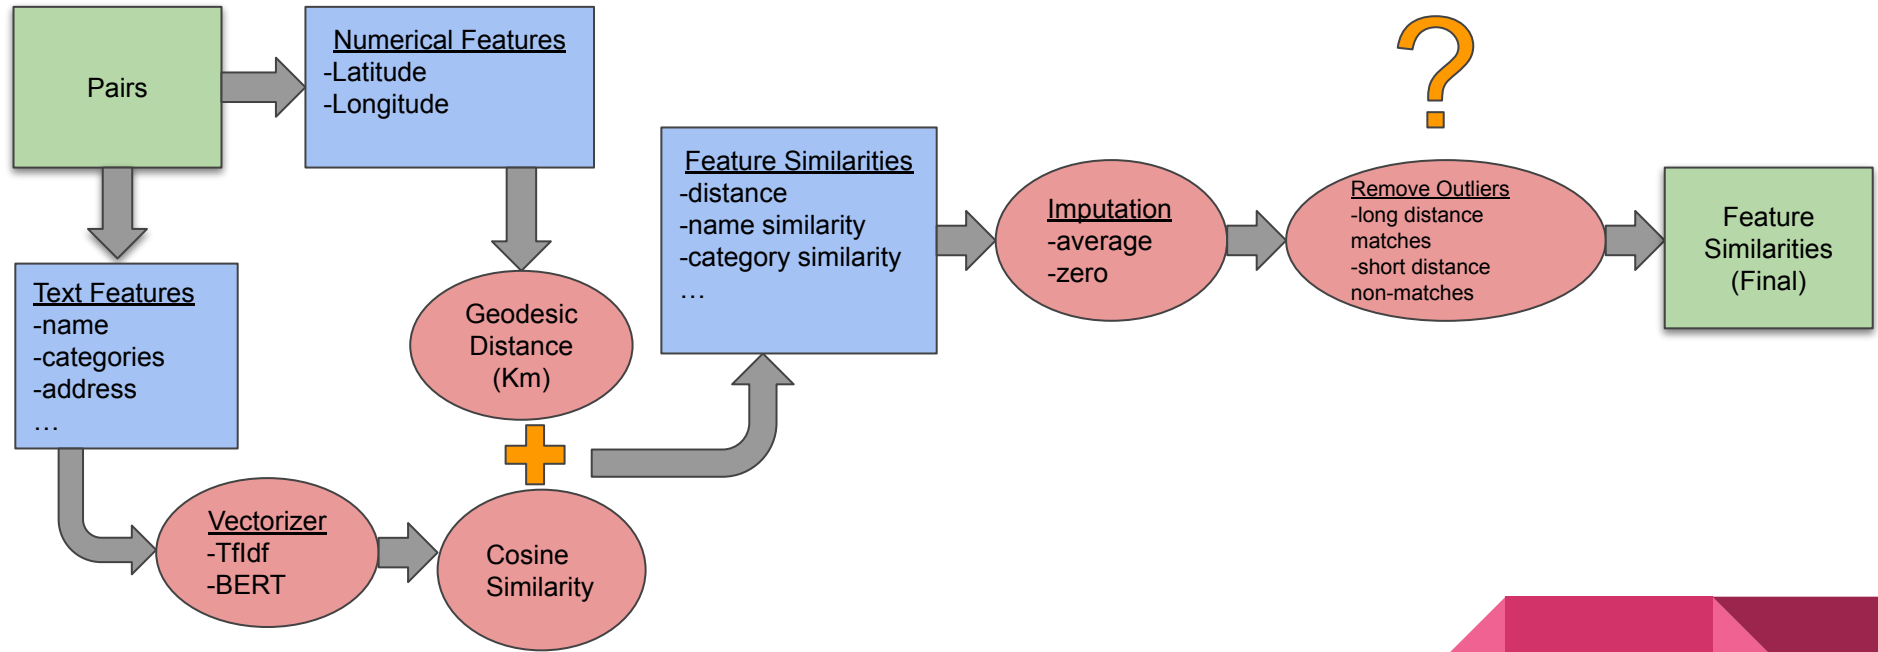 Pairs
Numerical Features
-Latitude
-Longitude
?
Text Features
-name
-categories
-address
…
Geodesic
Distance
(Km)
Vectorizer
-TfIdf
-BERT
Cosine
Similarity
Feature Similarities
-distance
-name similarity
-category similarity
…
Imputation
-average
-zero
Remove Outliers
-long distance
matches
-short distance
non-matches
Feature
Similarities
(Final)